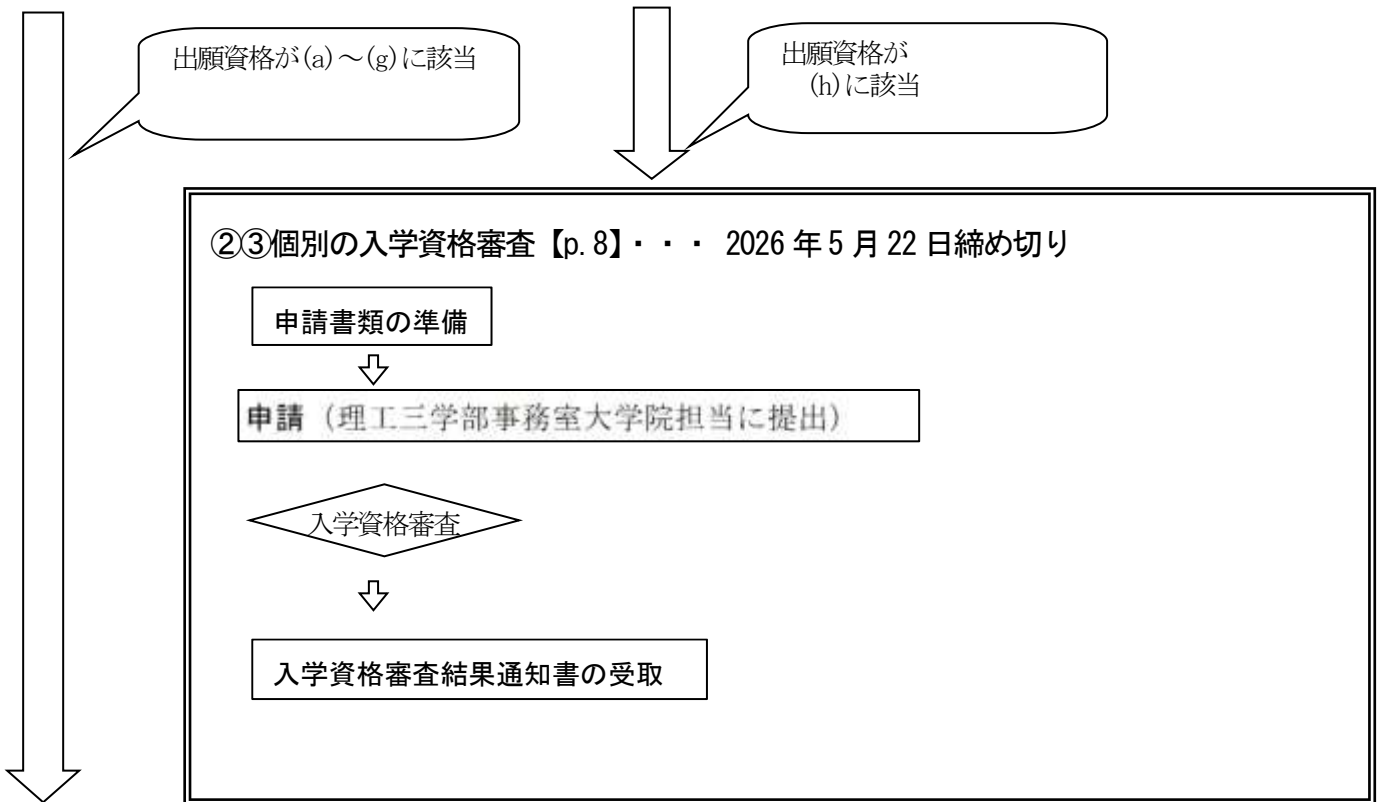 出願資格が(a)～(g)に該当
出願資格が
(h)に該当
②③個別の入学資格審査【p.8】・・・ 2026年5月22日締め切り
申請書類の準備
申請（理工三学部事務室大学院担当に提出）
入学資格審査
入学資格審査結果通知書の受取